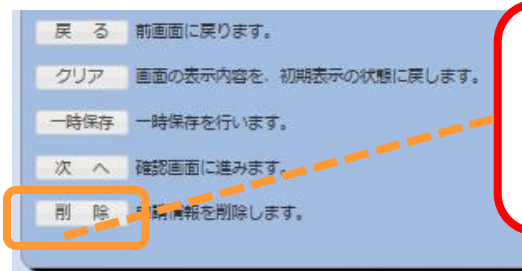 戻 る 前画面に戻ります。
クリア 画面の表示内容を、初期表示の状態に戻します。
一時保存 一時保存を行います。
次 へ 確認画面に進みます。
削 除 申請情報を削除します。